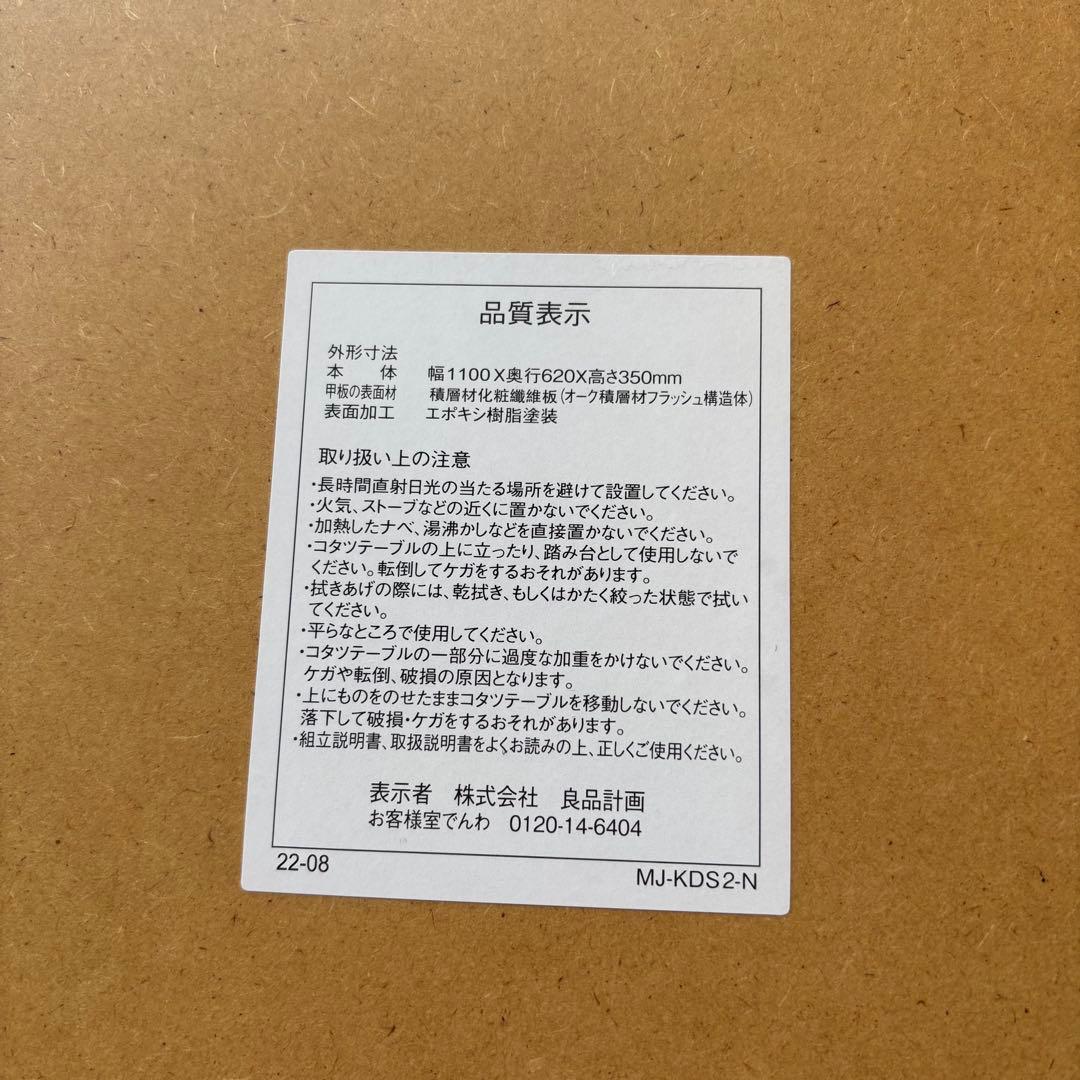 品質表示
外形寸法
本　体　幅1100X奥行620X高さ350mm
甲板の表面材　積層材化粧繊維板(オーク積層材フラッシュ構造体)
表面加工　エポキシ樹脂塗装
取り扱い上の注意
・長時間直射日光の当たる場所を避けて設置してください。
・火気、ストーブなどの近くに置かないでください。
・加熱したナベ、湯沸かしなどを直接置かないでください。
・コタツテーブルの上に立ったり、踏み台として使用しないで
ください。転倒してケガをするおそれがあります。
・拭きあげの際には、乾拭き、もしくはかたく絞った状態で拭い
てください。
・平らなところで使用してください。
・コタツテーブルの一部分に過度な加重をかけないでください。
ケガや転倒、破損の原因となります。
・上にものをのせたままコタツテーブルを移動しないでください。
落下して破損・ケガをするおそれがあります。
・組立説明書、取扱説明書をよくお読みの上、正しくご使用ください。
表示者　株式会社　良品計画
お客様室でんわ　0120-14-6404
22-08
MJ-KDS2-N